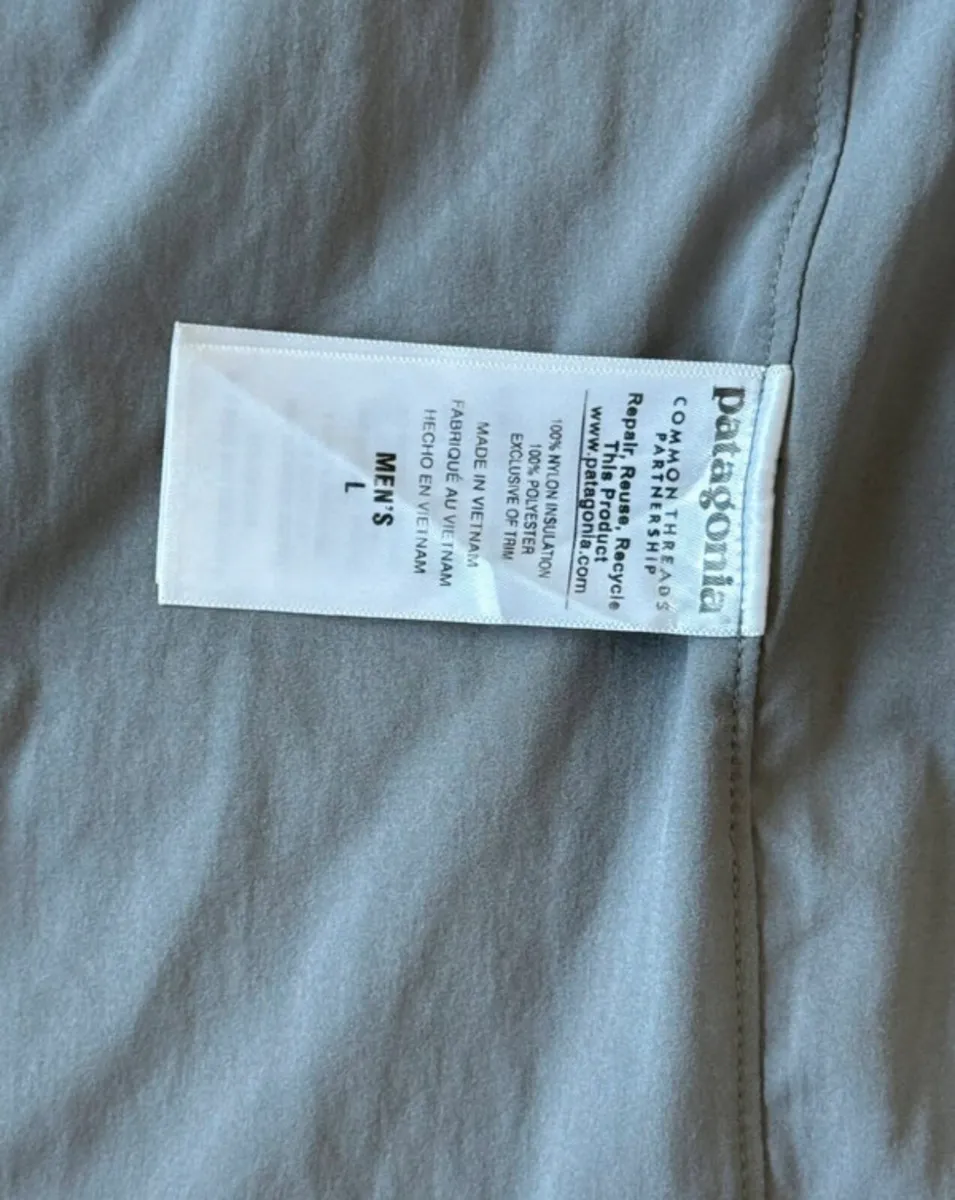 patagonia
COMMON THREADS
PARTNERSHIP
Repair, Reuse, Recycle
This Product
www.patagonia.com
100% NYLON INSULATION
100% POLYESTER
EXCLUSIVE OF TRIM
MADE IN VIETNAM
FABRIQUÉ AU VIETNAM
HECHO EN VIETNAM
MEN'S
L